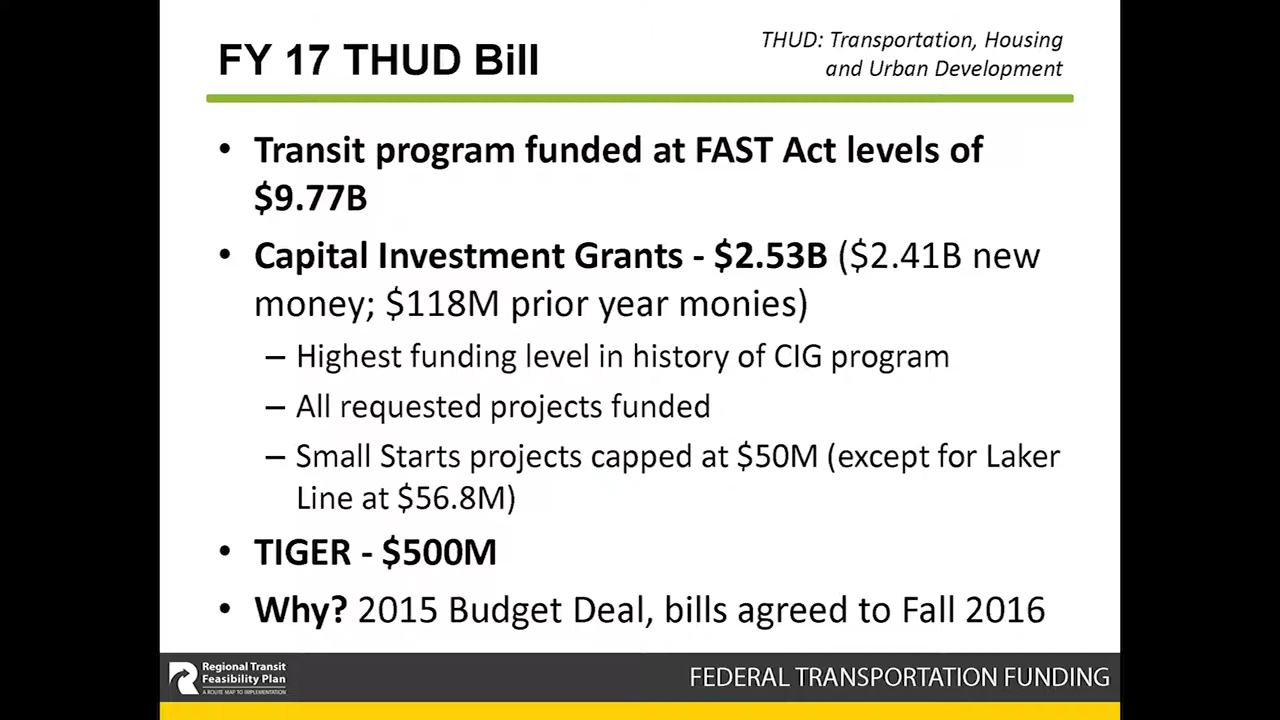 FY 17 THUD Bill
THUD: Transportation, Housing
and Urban Development
• Transit program funded at FAST Act levels of
$9.77B
• Capital Investment Grants - $2.53B ($2.41B new
money; $118M prior year monies)
– Highest funding level in history of CIG program
– All requested projects funded
– Small Starts projects capped at $50M (except for Laker
Line at $56.8M)
• TIGER - $500M
• Why? 2015 Budget Deal, bills agreed to Fall 2016
Regional Transit
Feasibility Plan
A ROUTE MAP TO IMPLEMENTATION
FEDERAL TRANSPORTATION FUNDING